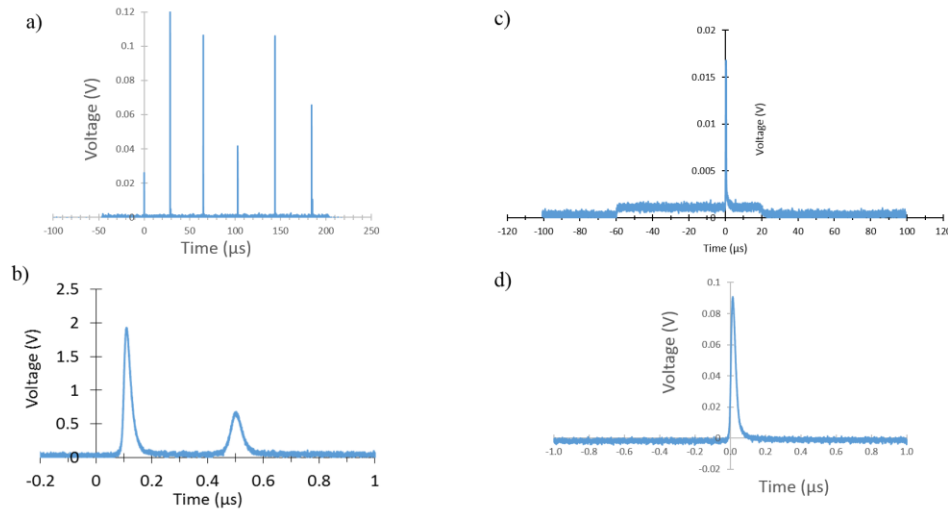 a)
0.12
0.1
0.08
0.06
0.04
0.02
0
Voltage (V)
-100 -50 0 50 100 150 200 250
Time (µs)
b)
2.5
2
1.5
1
0.5
0
Voltage (V)
-0.2 0 0.2 0.4 0.6 0.8 1
Time (µs)
c)
0.02
0.015
0.01
0.005
0
Voltage (V)
-120 -100 -80 -60 -40 -20 0 20 40 60 80 100 120
Time (µs)
d)
0.1
0.08
0.06
0.04
0.02
0
-0.02
Voltage (V)
-1.0 -0.8 -0.6 -0.4 -0.2 0.0 0.2 0.4 0.6 0.8 1.0
Time (µs)